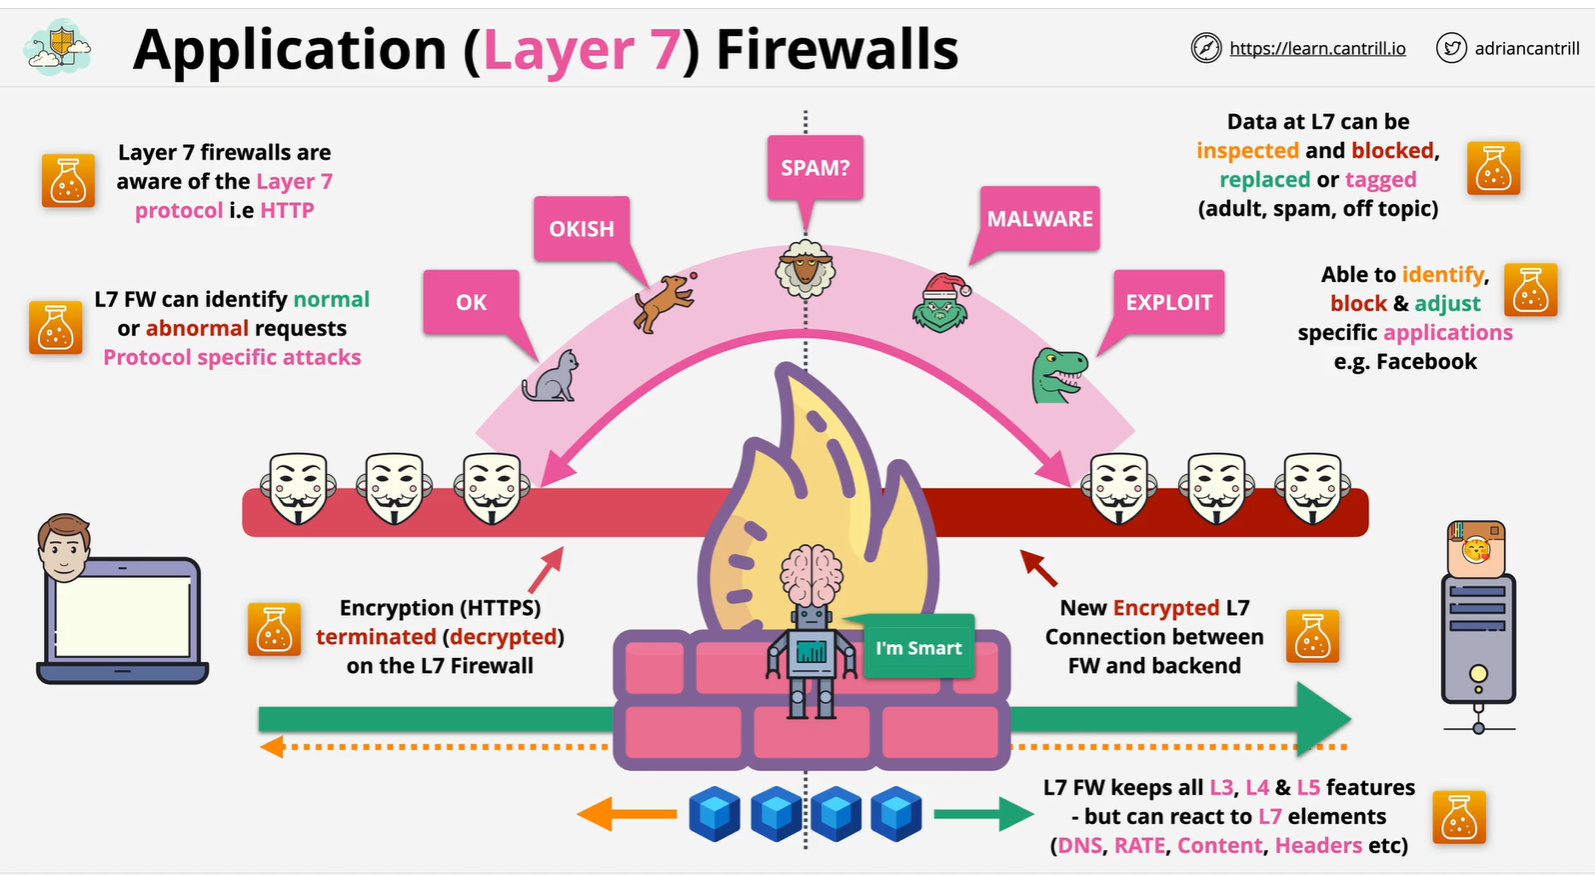 Application (Layer 7) Firewalls
https://learn.cantrill.io
adriancantrill
Layer 7 firewalls are
aware of the Layer 7
protocol i.e HTTP
L7 FW can identify normal
or abnormal requests
Protocol specific attacks
OK
OKISH
SPAM?
MALWARE
EXPLOIT
Data at L7 can be
inspected and blocked,
replaced or tagged
(adult, spam, off topic)
Able to identify,
block & adjust
specific applications
e.g. Facebook
Encryption (HTTPS)
terminated (decrypted)
on the L7 Firewall
I'm Smart
New Encrypted L7
Connection between
FW and backend
L7 FW keeps all L3, L4 & L5 features
- but can react to L7 elements
(DNS, RATE, Content, Headers etc)